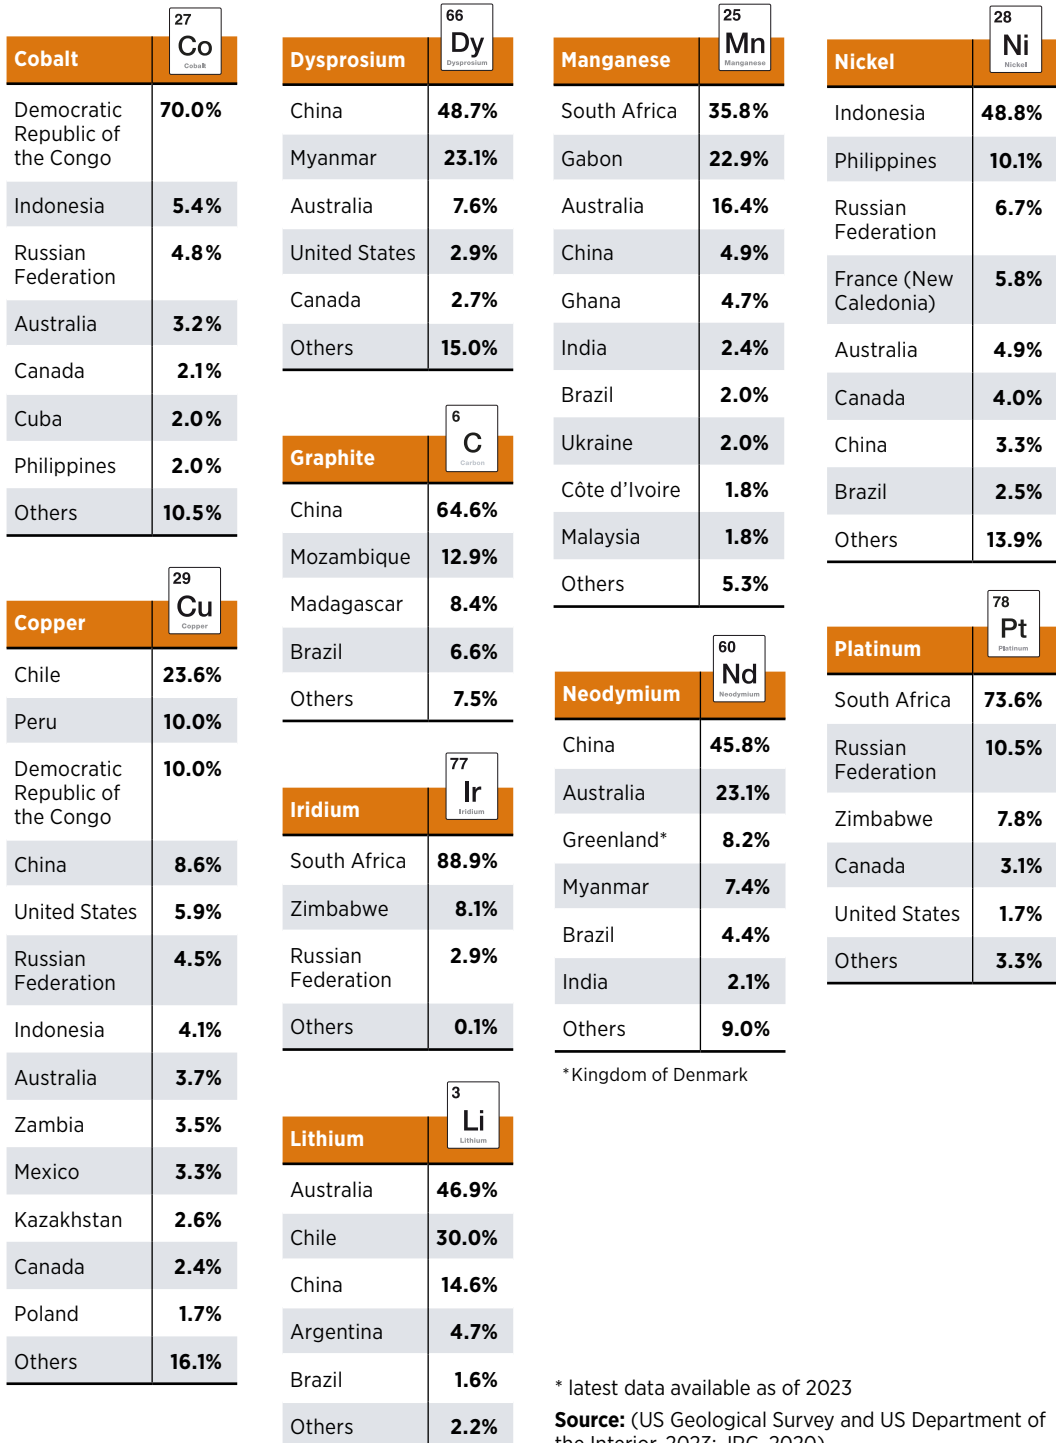 27
Co
Cobalt
Cobalt
Democratic 70.0%
Republic of
the Congo
Indonesia 5.4%
Russian 4.8%
Federation
Australia 3.2%
Canada 2.1%
Cuba 2.0%
Philippines 2.0%
Others 10.5%
29
Cu
Copper
Copper
Chile 23.6%
Peru 10.0%
Democratic 10.0%
Republic of
the Congo
China 8.6%
United States 5.9%
Russian 4.5%
Federation
Indonesia 4.1%
Australia 3.7%
Zambia 3.5%
Mexico 3.3%
Kazakhstan 2.6%
Canada 2.4%
Poland 1.7%
Others 16.1%
66
Dy
Dysprosium
Dysprosium
China 48.7%
Myanmar 23.1%
Australia 7.6%
United States 2.9%
Canada 2.7%
Others 15.0%
6
C
Carbon
Graphite
China 64.6%
Mozambique 12.9%
Madagascar 8.4%
Brazil 6.6%
Others 7.5%
77
Ir
Iridium
Iridium
South Africa 88.9%
Zimbabwe 8.1%
Russian 2.9%
Federation
Others 0.1%
3
Li
Lithium
Lithium
Australia 46.9%
Chile 30.0%
China 14.6%
Argentina 4.7%
Brazil 1.6%
Others 2.2%
25
Mn
Manganese
Manganese
South Africa 35.8%
Gabon 22.9%
Australia 16.4%
China 4.9%
Ghana 4.7%
India 2.4%
Brazil 2.0%
Ukraine 2.0%
Côte d'Ivoire 1.8%
Malaysia 1.8%
Others 5.3%
60
Nd
Neodymium
Neodymium
China 45.8%
Australia 23.1%
Greenland* 8.2%
Myanmar 7.4%
Brazil 4.4%
India 2.1%
Others 9.0%
*Kingdom of Denmark
28
Ni
Nickel
Nickel
Indonesia 48.8%
Philippines 10.1%
Russian 6.7%
Federation
France (New 5.8%
Caledonia)
Australia 4.9%
Canada 4.0%
China 3.3%
Brazil 2.5%
Others 13.9%
78
Pt
Platinum
Platinum
South Africa 73.6%
Russian 10.5%
Federation
Zimbabwe 7.8%
Canada 3.1%
United States 1.7%
Others 3.3%
* latest data available as of 2023
Source: (US Geological Survey and US Department of
the Interior, 2023; JRC, 2020)